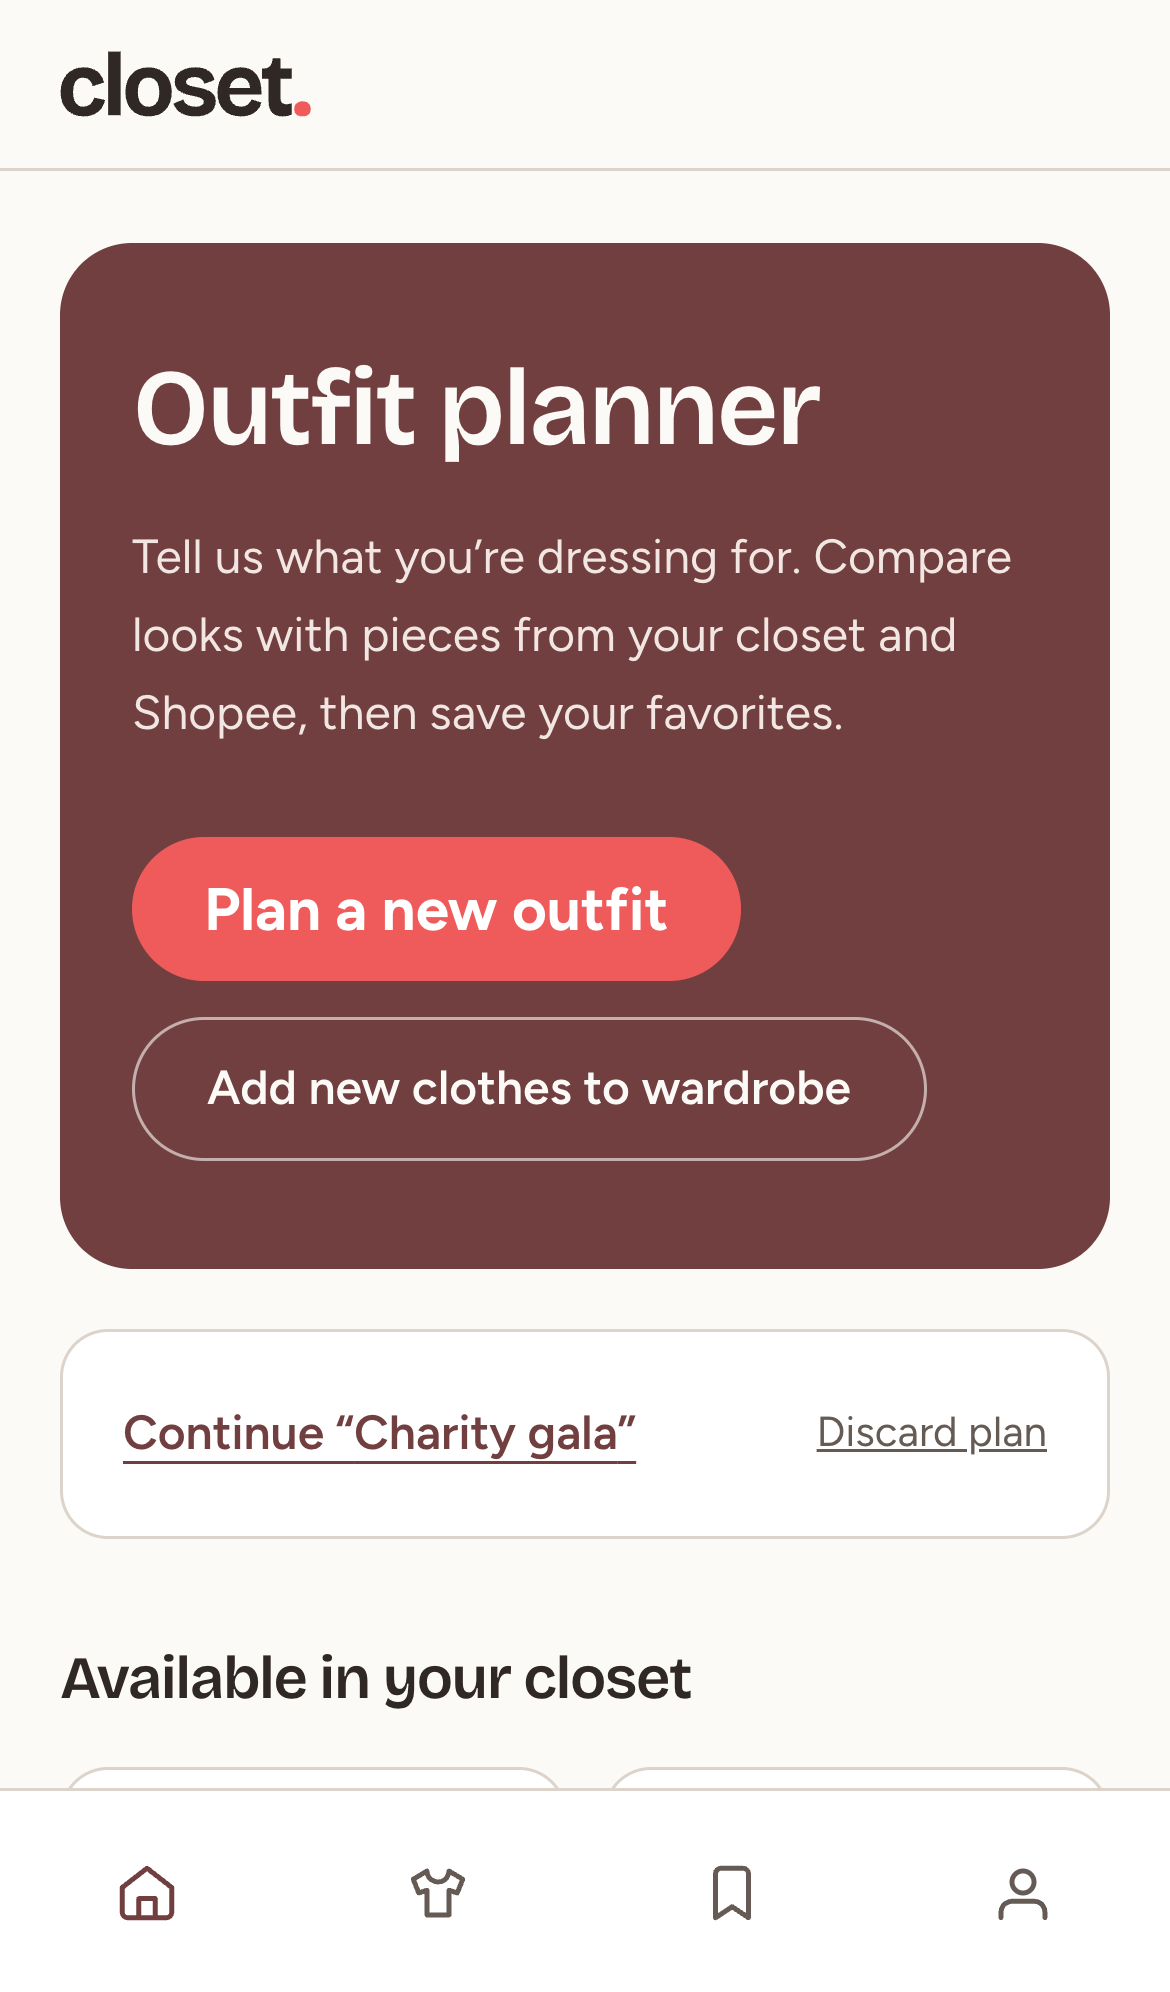 closet.
Outfit planner
Tell us what you’re dressing for. Compare
looks with pieces from your closet and
Shopee, then save your favorites.
Plan a new outfit
Add new clothes to wardrobe
Continue “Charity gala”
Discard plan
Available in your closet